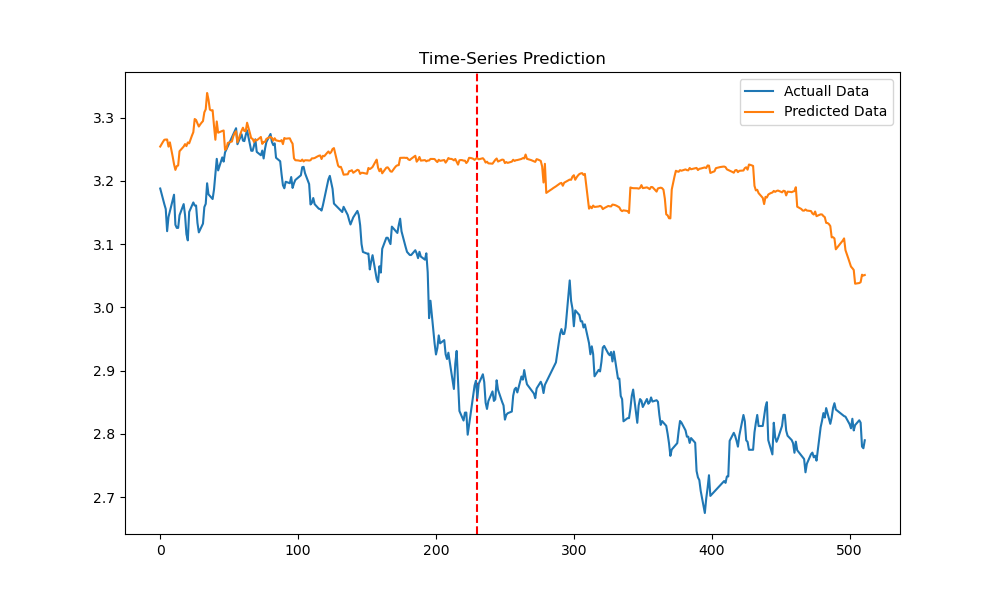 Time-Series Prediction
Actuall Data
Predicted Data
3.3
3.2
3.1
3.0
2.9
2.8
2.7
0 100 200 300 400 500